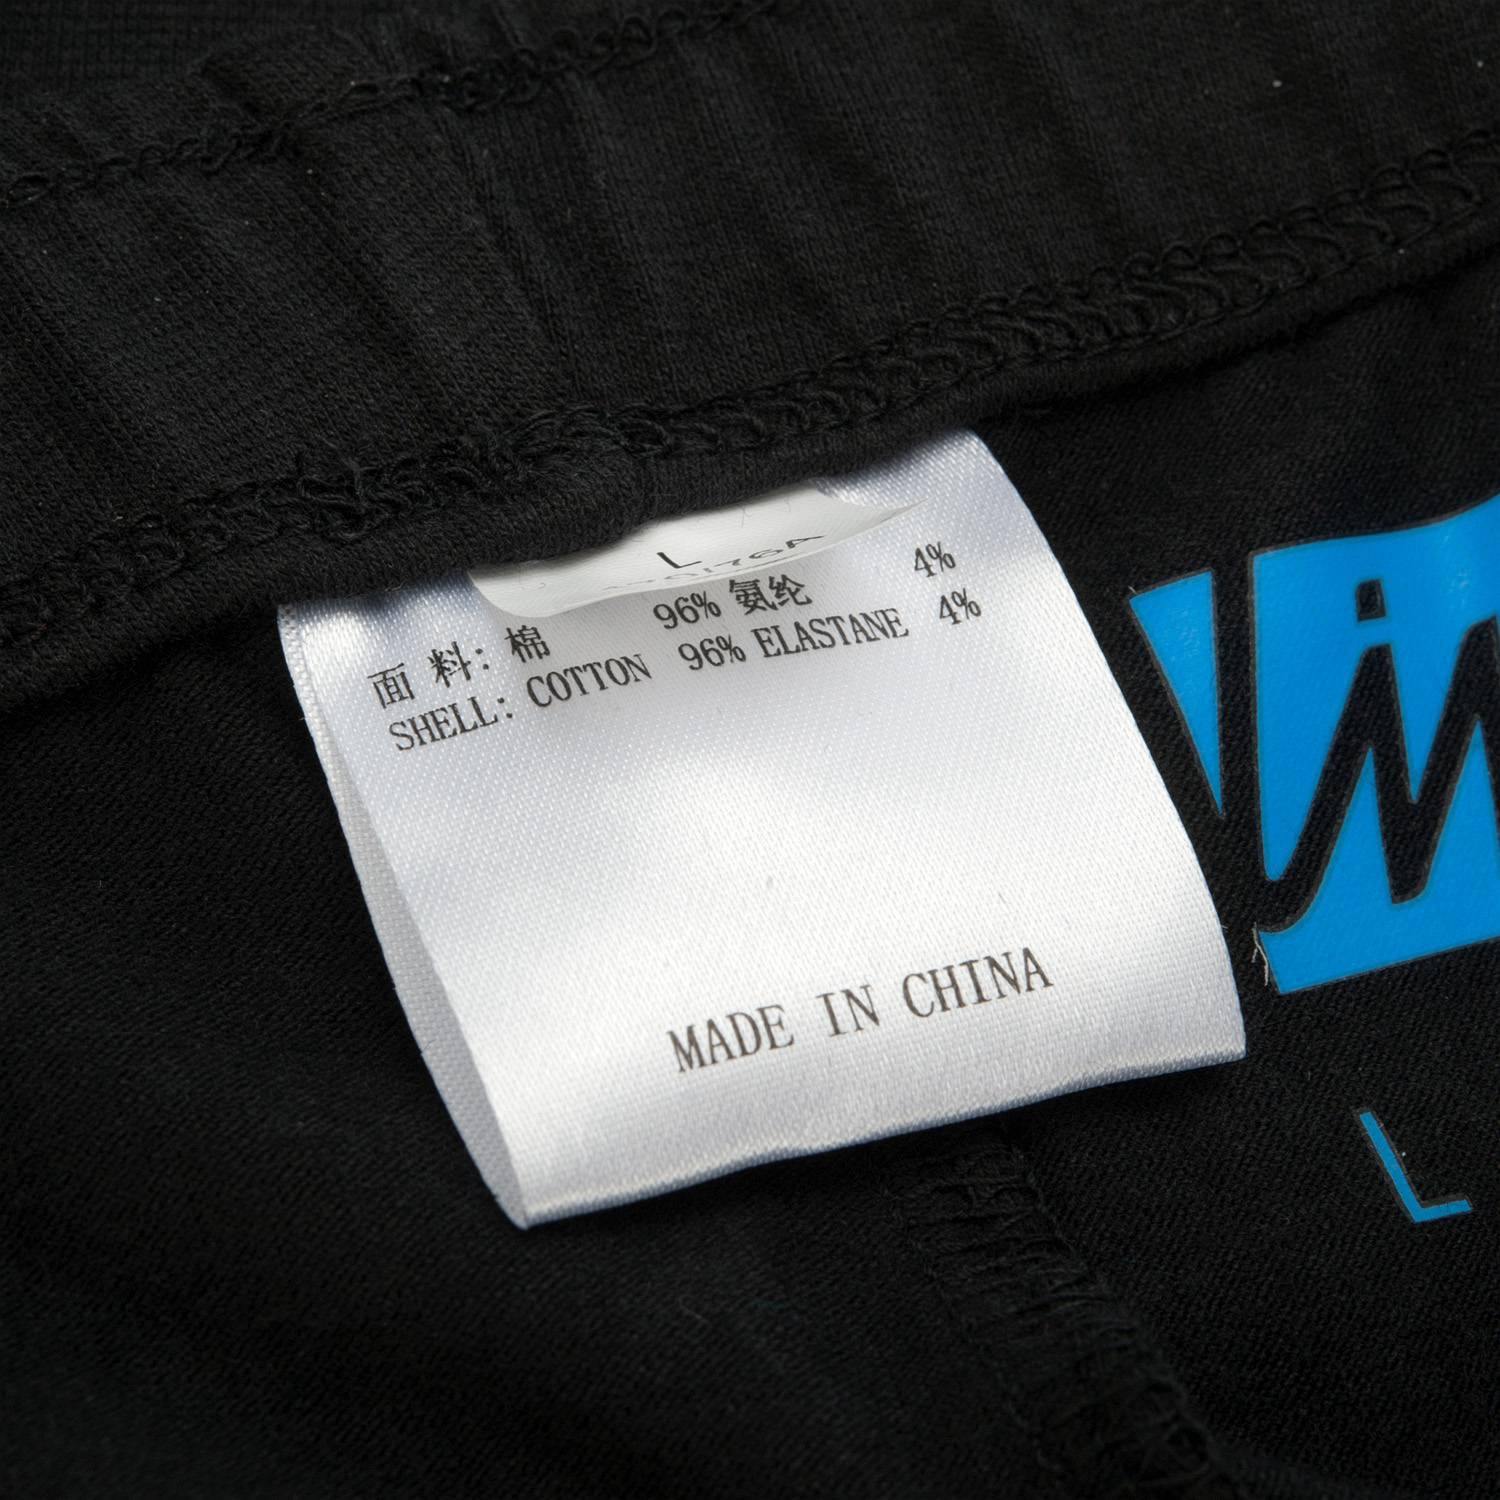 L
面 料: 棉 96% 氨纶 4%
SHELL: COTTON 96% ELASTANE 4%
MADE IN CHINA
L